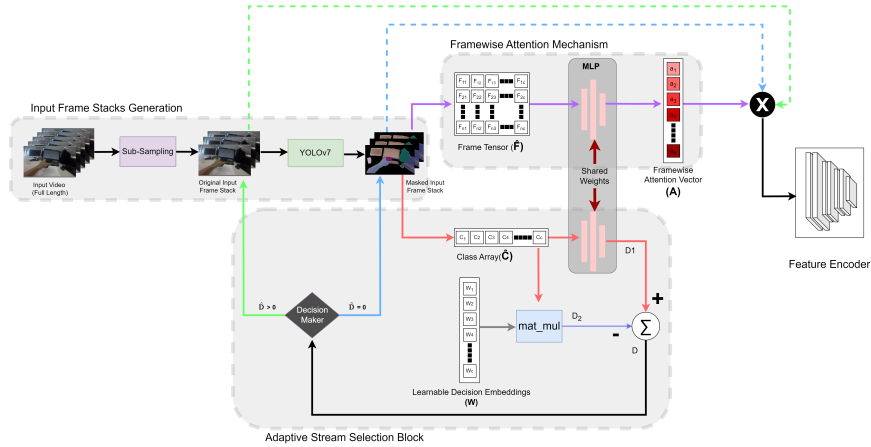 Framewise Attention Mechanism
MLP
Input Frame Stacks Generation
Sub-Sampling
YOLOv7
Input Video
(Full Length)
Original Input
Frame Stack
Masked Input
Frame Stack
F11 F12 F13 F1c
F21 F22 F23 F2c
Fn1 Fn2 Fn3 Fnc
Frame Tensor (F̂)
a1
a2
a3
a4
Framewise
Attention Vector
(A)
X
Shared
Weights
Feature Encoder
C1 C2 C3 C4 Cc
Class Array(Ĉ)
D1
W1
W2
W3
W4
Wc
mat_mul
D2
+
-
Σ
D
D̂ > 0
Decision
Maker
D̂ = 0
Learnable Decision Embeddings
(W)
Adaptive Stream Selection Block